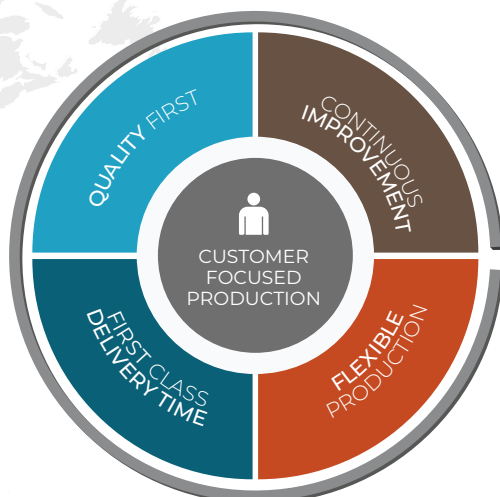 QUALITY FIRST
CONTINUOUS
IMPROVEMENT
CUSTOMER
FOCUSED
PRODUCTION
FIRST CLASS
DELIVERY TIME
FLEXIBLE
PRODUCTION